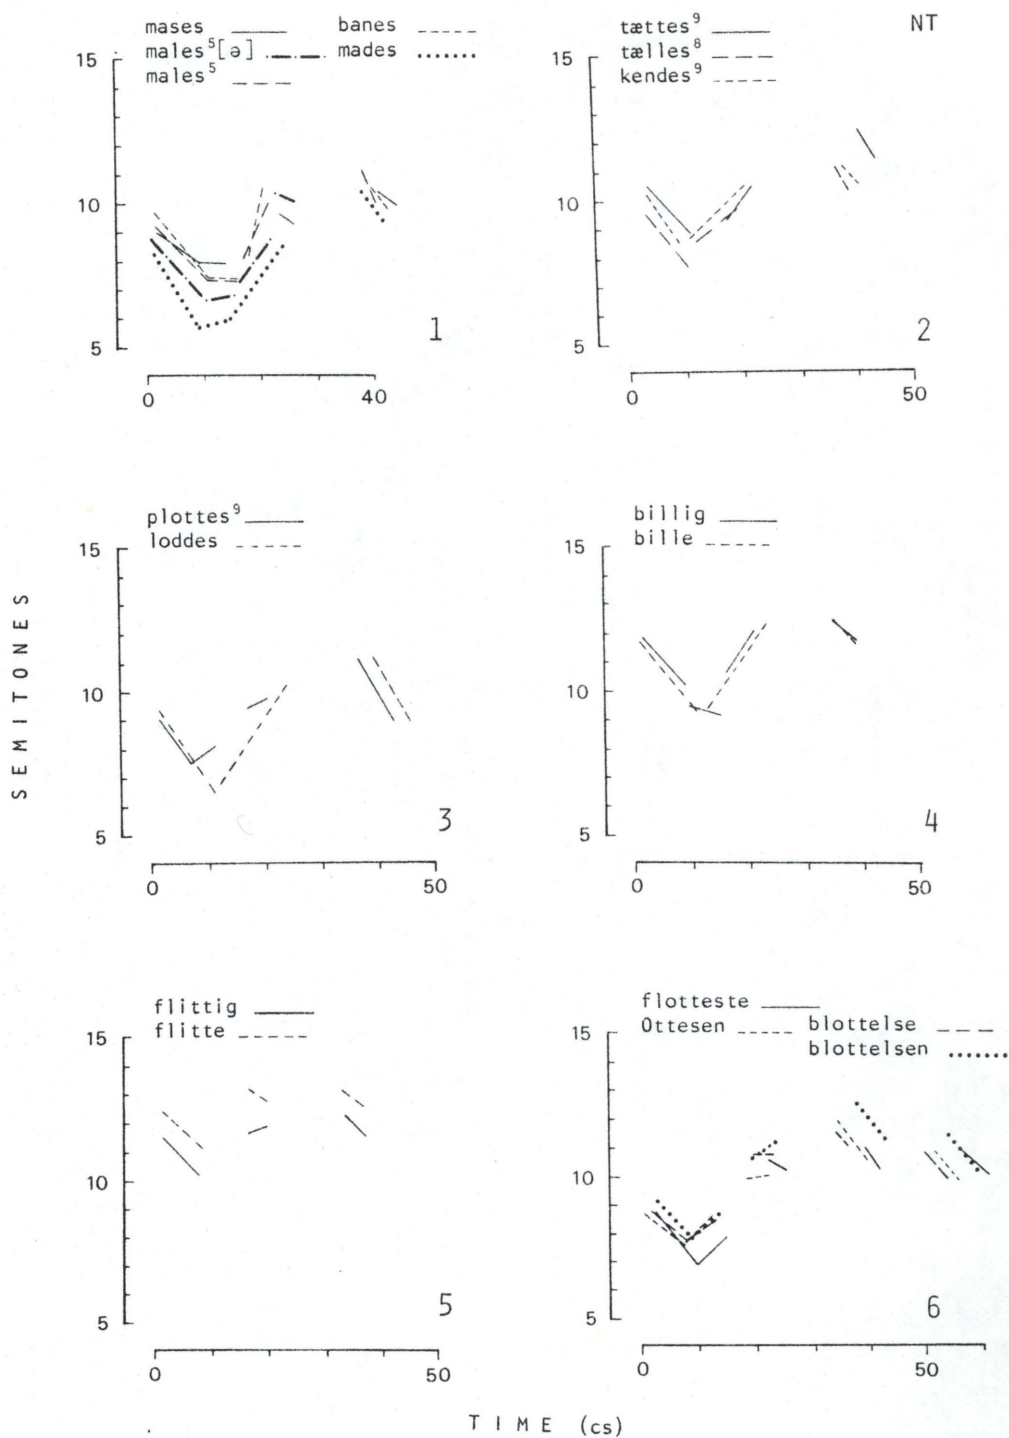 NT
mases
banes
males⁵[ə]
mades
males⁵
15
10
5
0 40
1
tættes⁹
tælles⁸
kendes⁹
15
10
5
0 50
2
SEMITONES
plottes⁹
loddes
15
10
5
0 50
3
billig
bille
15
10
5
0 50
4
flittig
flitte
15
10
5
0 50
5
flotteste
Ottesen
blottelse
blottelsen
15
10
5
0 50
6
TIME (cs)